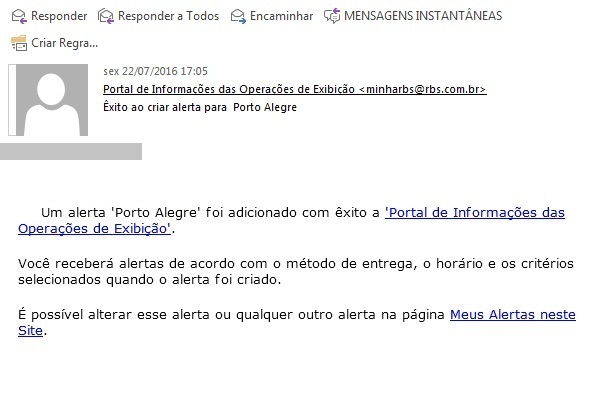 Responder Responder a Todos Encaminhar MENSAGENS INSTANTÂNEAS
Criar Regra...
sex 22/07/2016 17:05
Portal de Informações das Operações de Exibicão <minharbs@rbs.com.br>
Êxito ao criar alerta para Porto Alegre
Um alerta 'Porto Alegre' foi adicionado com êxito a 'Portal de Informações das
Operações de Exibição'.
Você receberá alertas de acordo com o método de entrega, o horário e os critérios
selecionados quando o alerta foi criado.
É possível alterar esse alerta ou qualquer outro alerta na página Meus Alertas neste
Site.